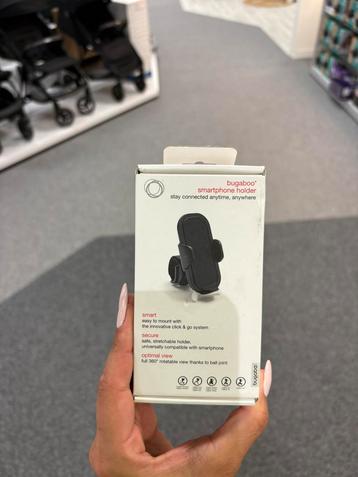 bugaboo®
smartphone holder
stay connected anytime, anywhere
smart
easy to mount with
the innovative click & go system
secure
safe, stretchable holder,
universally compatible with smartphone
optimal view
full 360° rotatable view thanks to ball joint
bugaboo